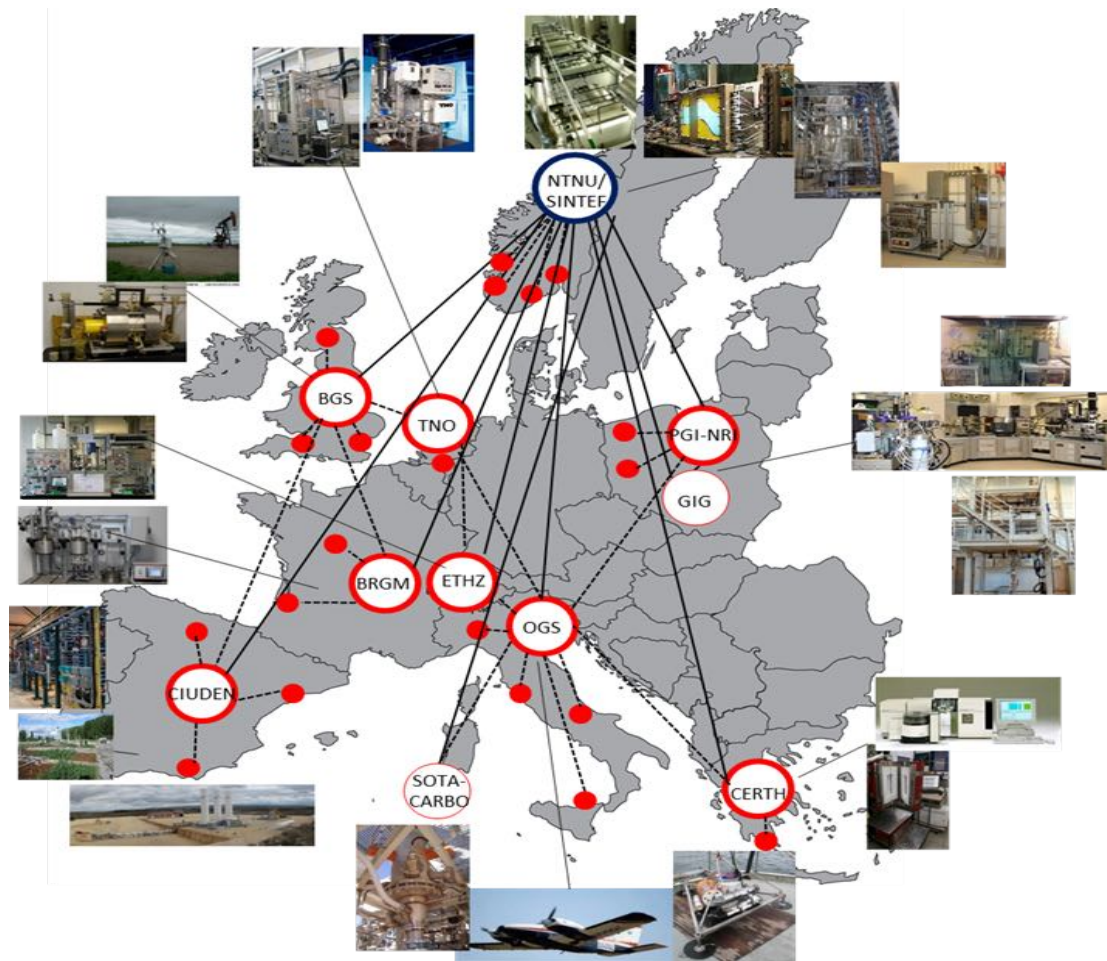 NTNU/
SINTEF
BGS
TNO
PGI-NRI
GIG
BRGM
ETHZ
OGS
CIUDEN
SOTA-
CARBO
CERTH